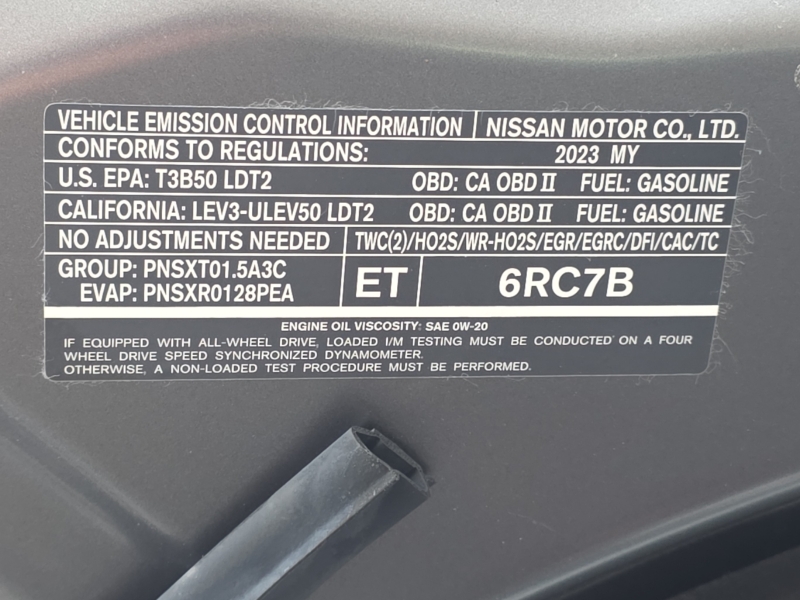 VEHICLE EMISSION CONTROL INFORMATION NISSAN MOTOR CO., LTD.
CONFORMS TO REGULATIONS: 2023 MY
U.S. EPA: T3B50 LDT2 OBD: CA OBD II FUEL: GASOLINE
CALIFORNIA: LEV3-ULEV50 LDT2 OBD: CA OBD II FUEL: GASOLINE
NO ADJUSTMENTS NEEDED TWC(2)/HO2S/WR-HO2S/EGR/EGRC/DFI/CAC/TC
GROUP: PNSXT01.5A3C
EVAP: PNSXR0128PEA
ET 6RC7B
ENGINE OIL VISCOSITY: SAE 0W-20
IF EQUIPPED WITH ALL-WHEEL DRIVE, LOADED I/M TESTING MUST BE CONDUCTED ON A FOUR
WHEEL DRIVE SPEED SYNCHRONIZED DYNAMOMETER.
OTHERWISE, A NON-LOADED TEST PROCEDURE MUST BE PERFORMED.